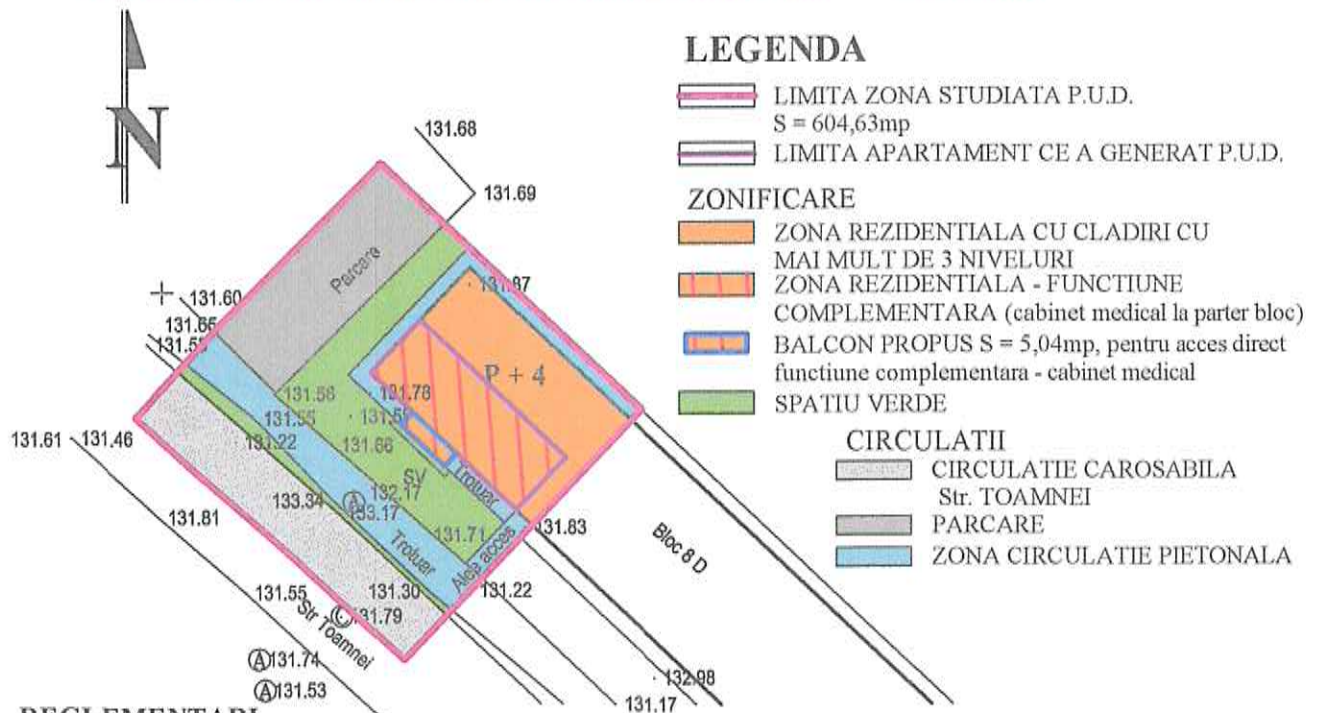 N
LEGENDA
LIMITA ZONA STUDIATA P.U.D.
S = 604,63mp
LIMITA APARTAMENT CE A GENERAT P.U.D.
ZONIFICARE
ZONA REZIDENTIALA CU CLADIRI CU
MAI MULT DE 3 NIVELURI
ZONA REZIDENTIALA - FUNCTIUNE
COMPLEMENTARA (cabinet medical la parter bloc)
BALCON PROPUS S = 5,04mp, pentru acces direct
functiune complementara - cabinet medical
SPATIU VERDE
CIRCULATII
CIRCULATIE CAROSABILA
Str. TOAMNEI
PARCARE
ZONA CIRCULATIE PIETONALA
131.68
131.69
Parcare
131.60
131.87
P + 4
131.56
131.78
131.55
131.22
131.66
131.61
131.46
SV
Trotuar
133.34
A
132.17
133.17
131.81
131.71
131.83
Trotuar
Aleja acces
Bloc 8 D
131.55
131.30
131.22
Str Toamnei
131.79
A
131.74
A
131.53
132.98
131.17